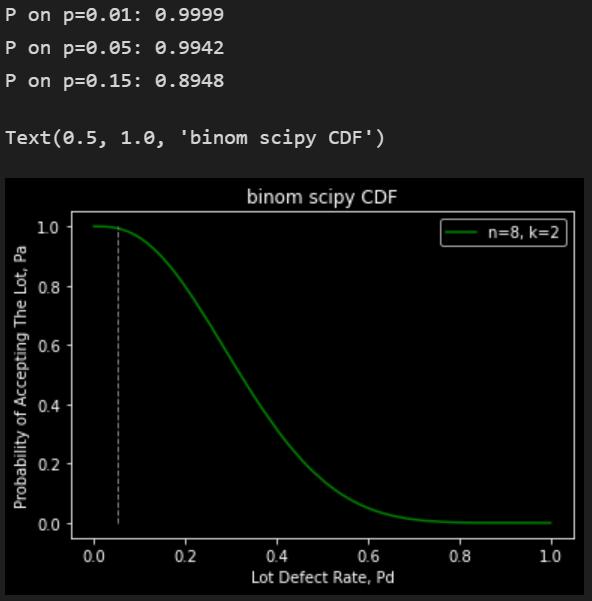 P on p=0.01: 0.9999
P on p=0.05: 0.9942
P on p=0.15: 0.8948
Text(0.5, 1.0, 'binom scipy CDF')
binom scipy CDF
n=8, k=2
Probability of Accepting The Lot, Pa
1.0
0.8
0.6
0.4
0.2
0.0
0.0 0.2 0.4 0.6 0.8 1.0
Lot Defect Rate, Pd